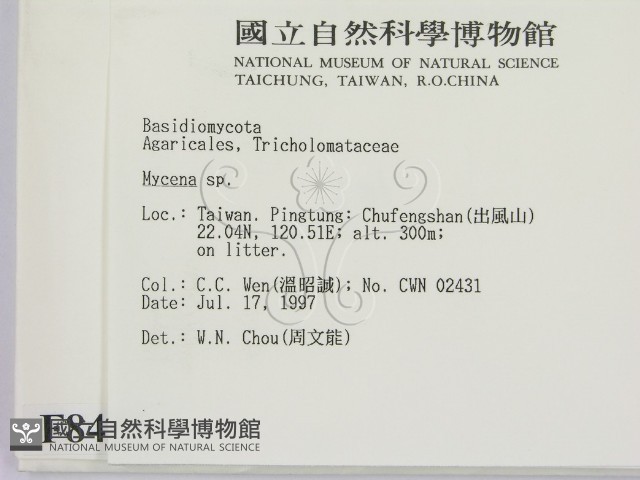 國立自然科學博物館
NATIONAL MUSEUM OF NATURAL SCIENCE
TAICHUNG, TAIWAN, R.O.CHINA
Basidiomycota
Agaricales, Tricholomataceae
Mycena sp.
Loc.: Taiwan. Pingtung: Chufengshan(出風山)
22.04N, 120.51E; alt. 300m;
on litter.
Col.: C.C. Wen(溫昭誠); No. CWN 02431
Date: Jul. 17, 1997
Det.: W.N. Chou(周文能)
F84
國立自然科學博物館
NATIONAL MUSEUM OF NATURAL SCIENCE